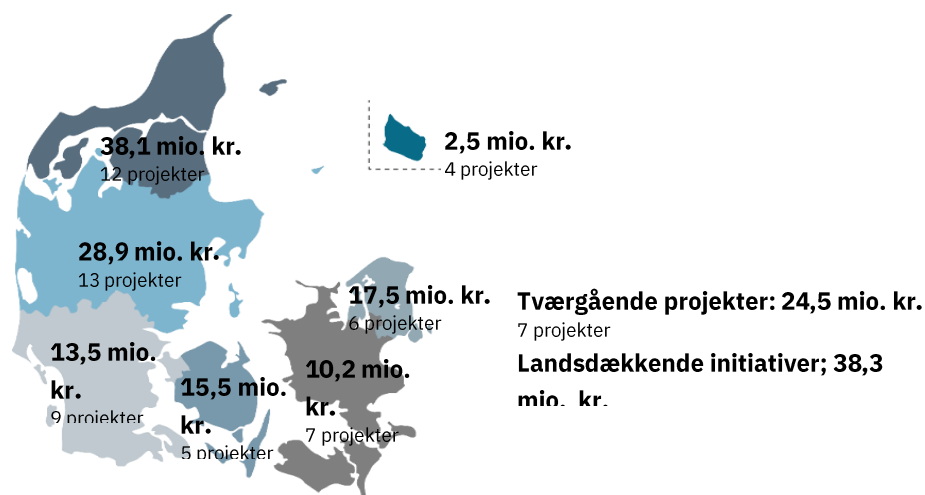 38,1 mio. kr.
12 projekter
2,5 mio. kr.
4 projekter
28,9 mio. kr.
13 projekter
17,5 mio. kr.
6 projekter
Tværgående projekter: 24,5 mio. kr.
7 projekter
Landsdækkende initiativer; 38,3
mio. kr.
13,5 mio.
kr.
9 projekter
15,5 mio.
kr.
5 projekter
10,2 mio.
kr.
7 projekter